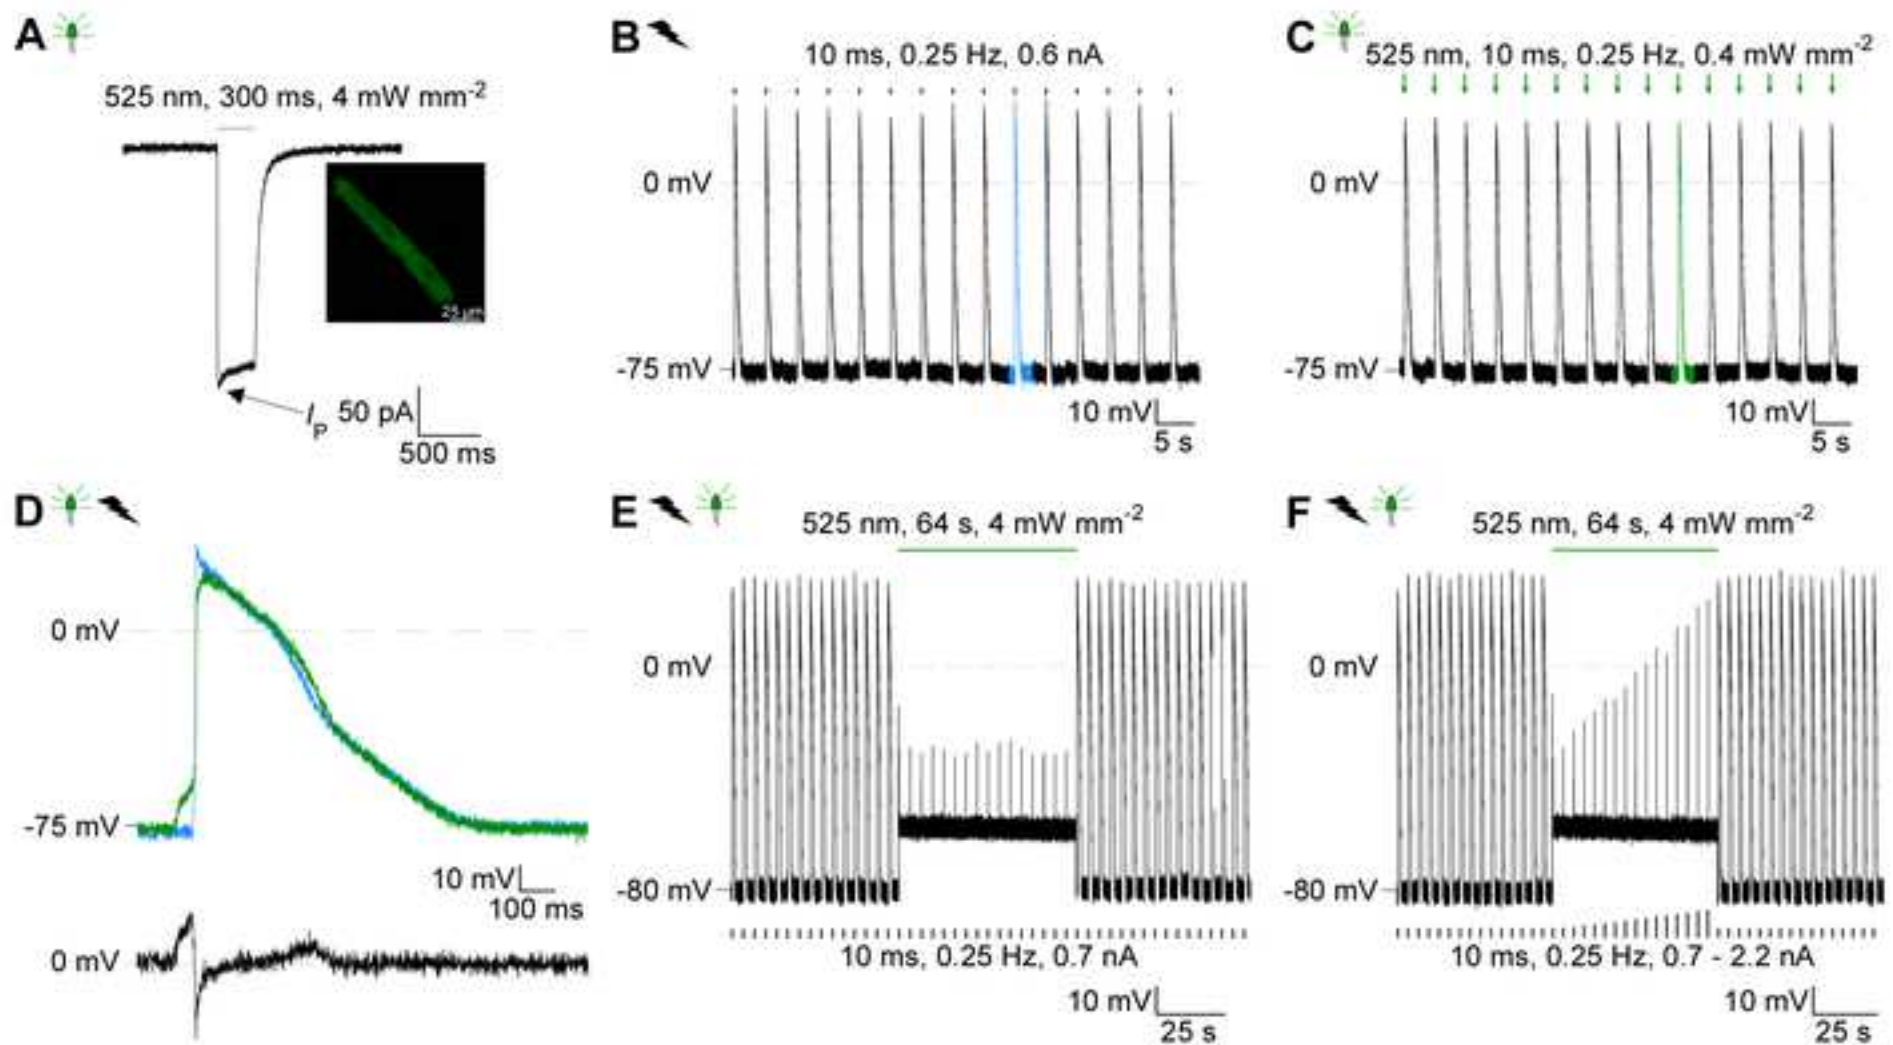 A
525 nm, 300 ms, 4 mW mm-2
25 µm
IP
50 pA
500 ms
B
10 ms, 0.25 Hz, 0.6 nA
0 mV
-75 mV
10 mV
5 s
C
525 nm, 10 ms, 0.25 Hz, 0.4 mW mm-2
0 mV
-75 mV
10 mV
5 s
D
0 mV
-75 mV
10 mV
100 ms
0 mV
E
525 nm, 64 s, 4 mW mm-2
0 mV
-80 mV
10 ms, 0.25 Hz, 0.7 nA
10 mV
25 s
F
525 nm, 64 s, 4 mW mm-2
0 mV
-80 mV
10 ms, 0.25 Hz, 0.7 - 2.2 nA
10 mV
25 s